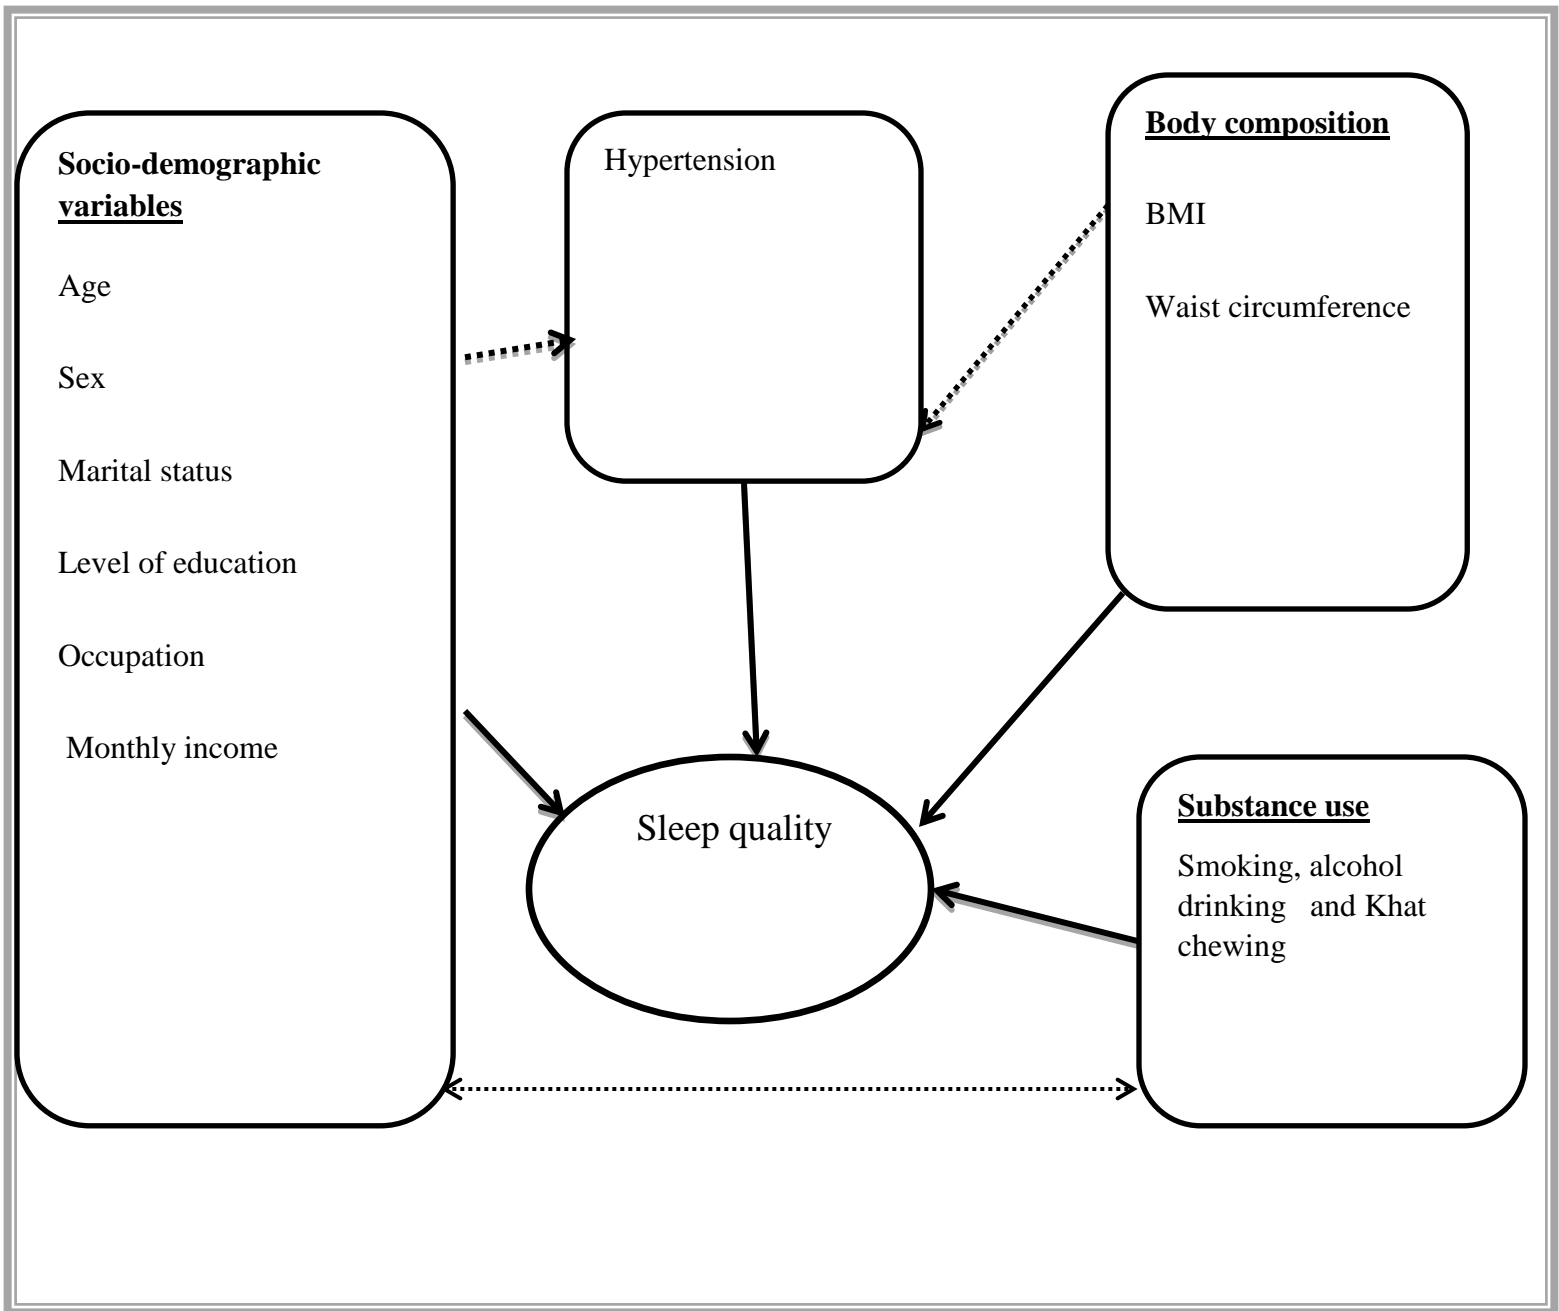 Socio-demographic
variables
Age
Sex
Marital status
Level of education
Occupation
Monthly income
Hypertension
Body composition
BMI
Waist circumference
Sleep quality
Substance use
Smoking, alcohol
drinking   and Khat
chewing